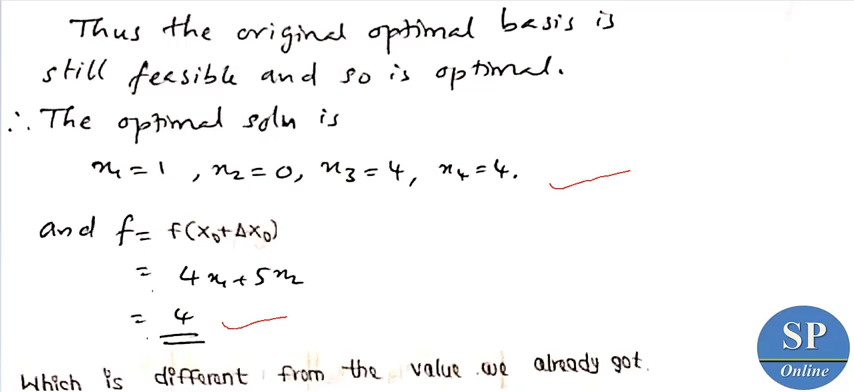 Thus the original optimal basis is
still feasible and so is optimal.
∴ The optimal soln is
x₁ = 1 , x₂ = 0, x₃ = 4, x₄ = 4.
and f = f(X₀+ΔX₀)
= 4x₁ + 5x₂
= 4
SP
Online
Which is different from the value we already got.